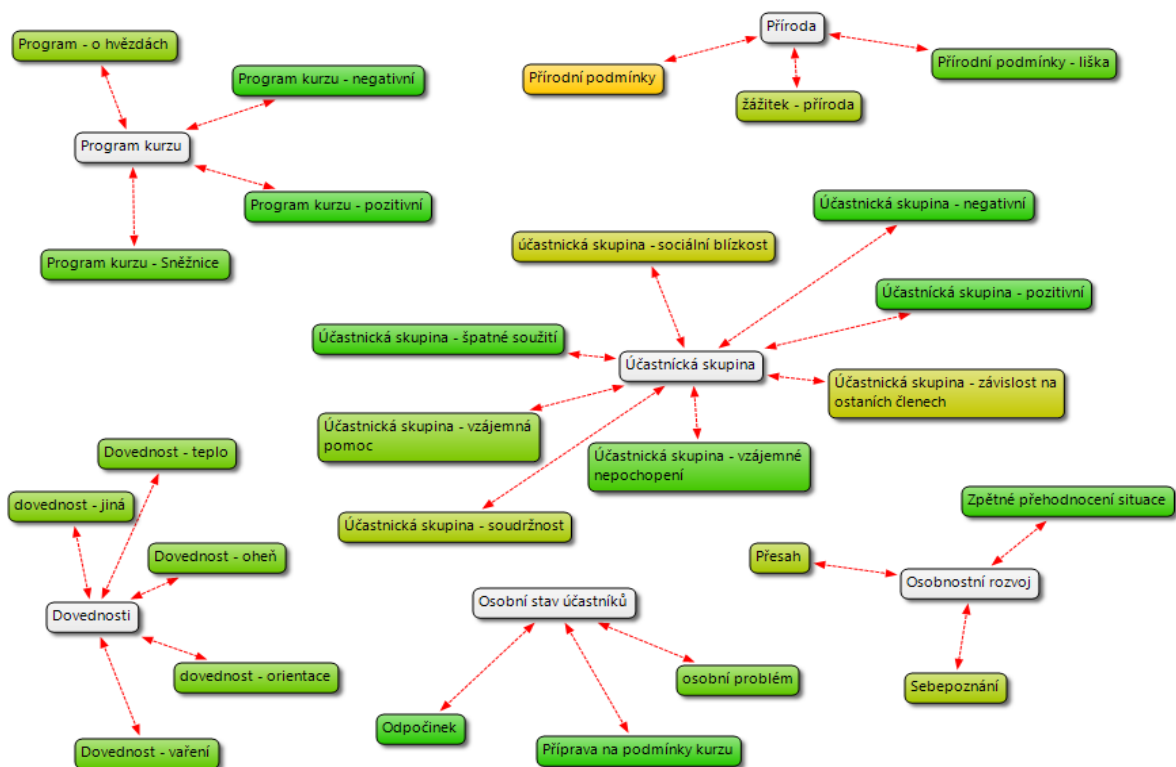 Příroda
Program - o hvězdách
Program kurzu - negativní
Přírodní podmínky - liška
Přírodní podmínky
žážitek - příroda
Program kurzu
Program kurzu - pozitivní
Účastnická skupina - negativní
účastnická skupina - sociální blízkost
Program kurzu - Sněžnice
Účastnícká skupina - pozitivní
Účastnická skupina - špatné soužití
Účastnícká skupina
Účastnická skupina - závislost na
ostaních členech
Účastnická skupina - vzájemná
pomoc
Účastnická skupina - vzájemné
nepochopení
Dovednost - teplo
dovednost - jiná
Účastnická skupina - soudržnost
Zpětné přehodnocení situace
Dovednost - oheň
Přesah
Osobnostní rozvoj
Osobní stav účastníků
Dovednosti
dovednost - orientace
osobní problém
Sebepoznání
Odpočinek
Příprava na podmínky kurzu
Dovednost - vaření